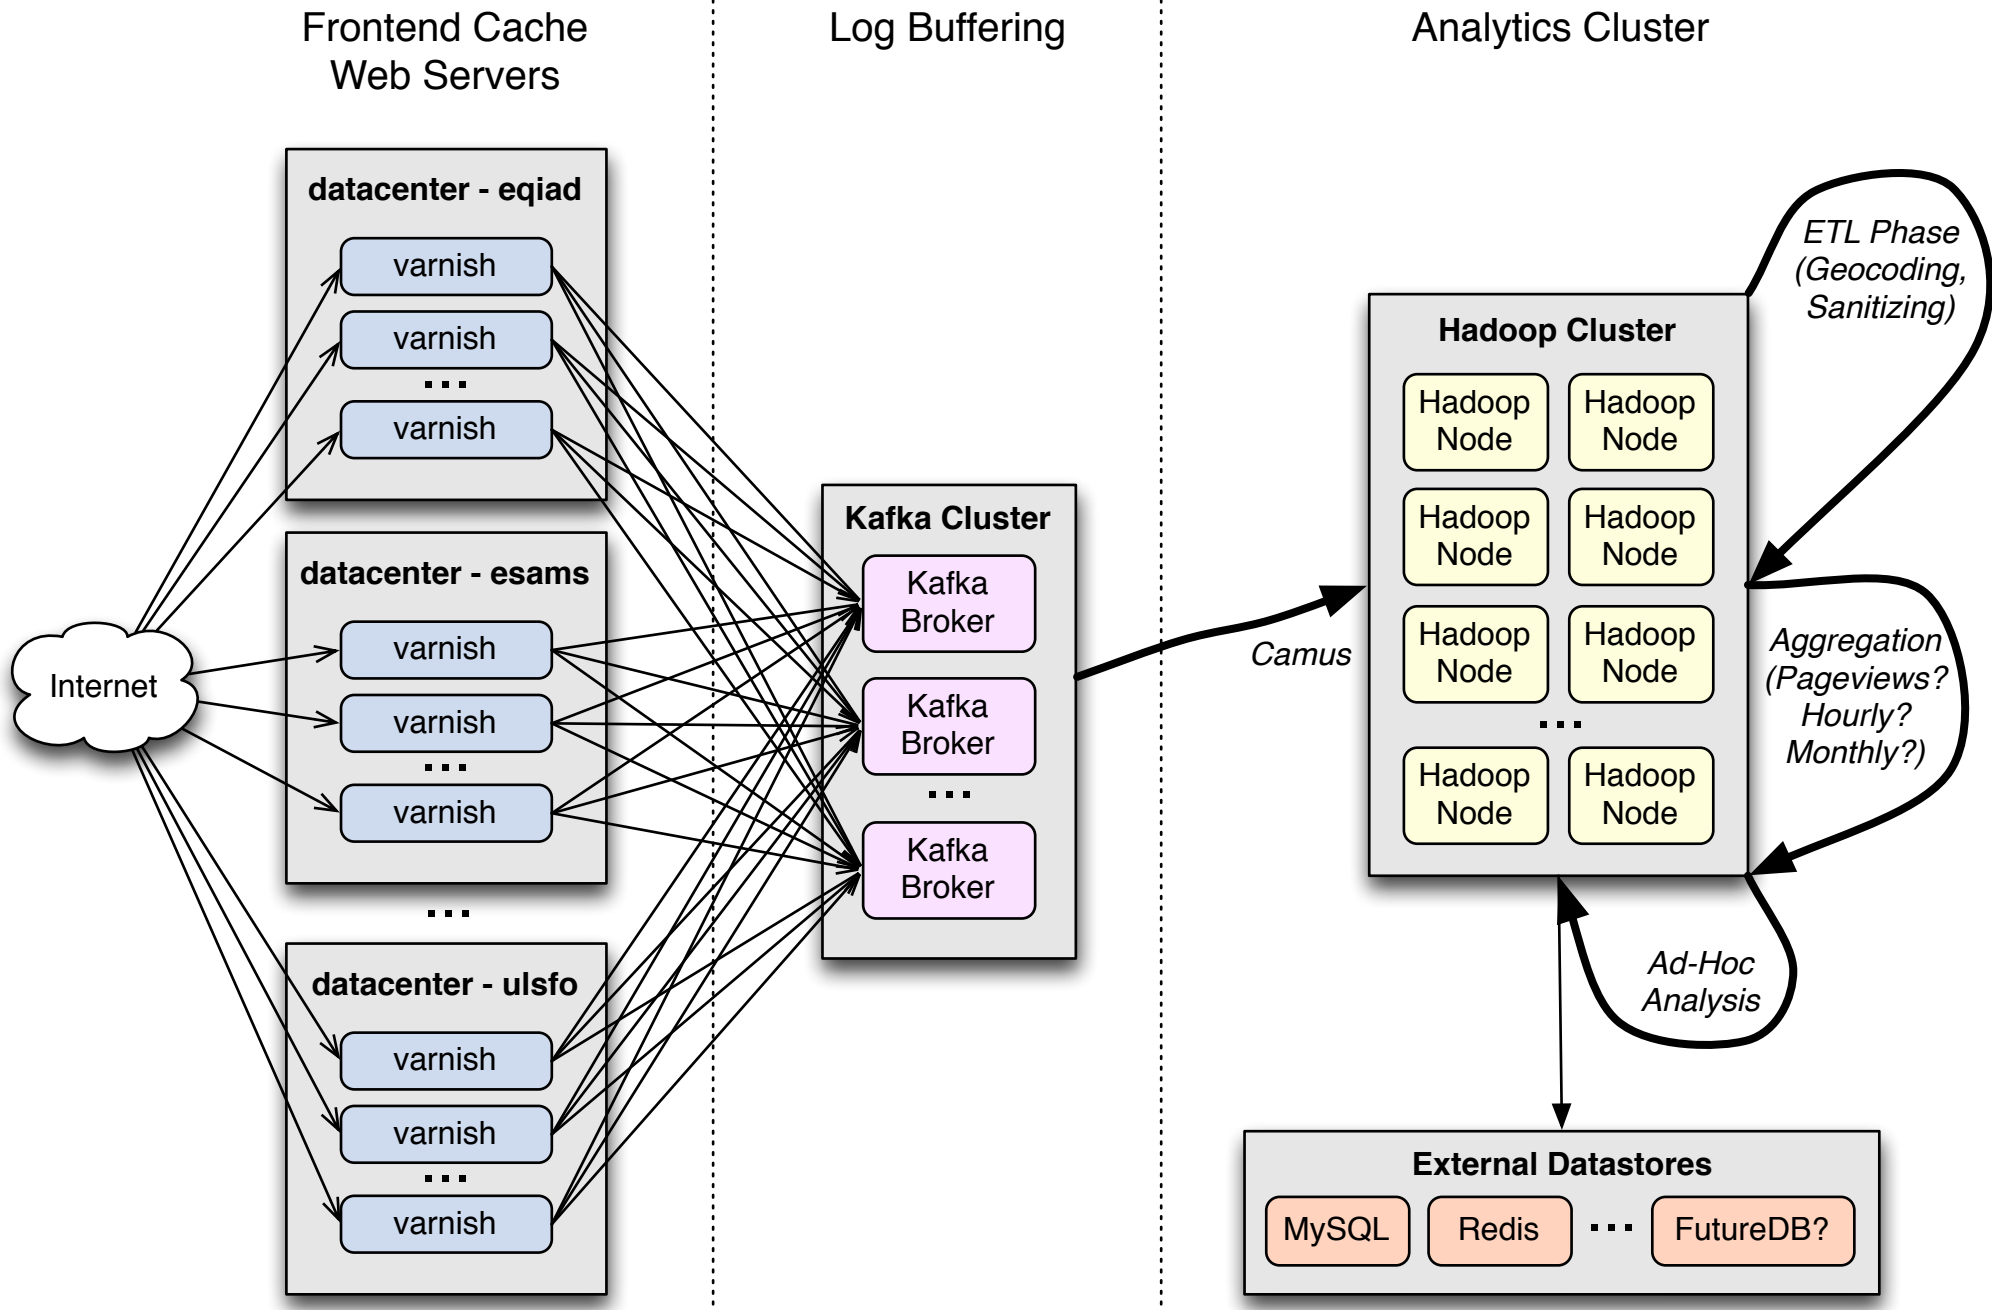 Frontend Cache
Web Servers
Log Buffering
Analytics Cluster
datacenter - eqiad
varnish
varnish
...
varnish
datacenter - esams
varnish
varnish
...
varnish
...
datacenter - ulsfo
varnish
varnish
...
varnish
Internet
Kafka Cluster
Kafka
Broker
Kafka
Broker
...
Kafka
Broker
Camus
Hadoop Cluster
Hadoop
Node
Hadoop
Node
Hadoop
Node
Hadoop
Node
Hadoop
Node
Hadoop
Node
...
Hadoop
Node
Hadoop
Node
ETL Phase
(Geocoding,
Sanitizing)
Aggregation
(Pageviews?
Hourly?
Monthly?)
Ad-Hoc
Analysis
External Datastores
MySQL
Redis
...
FutureDB?